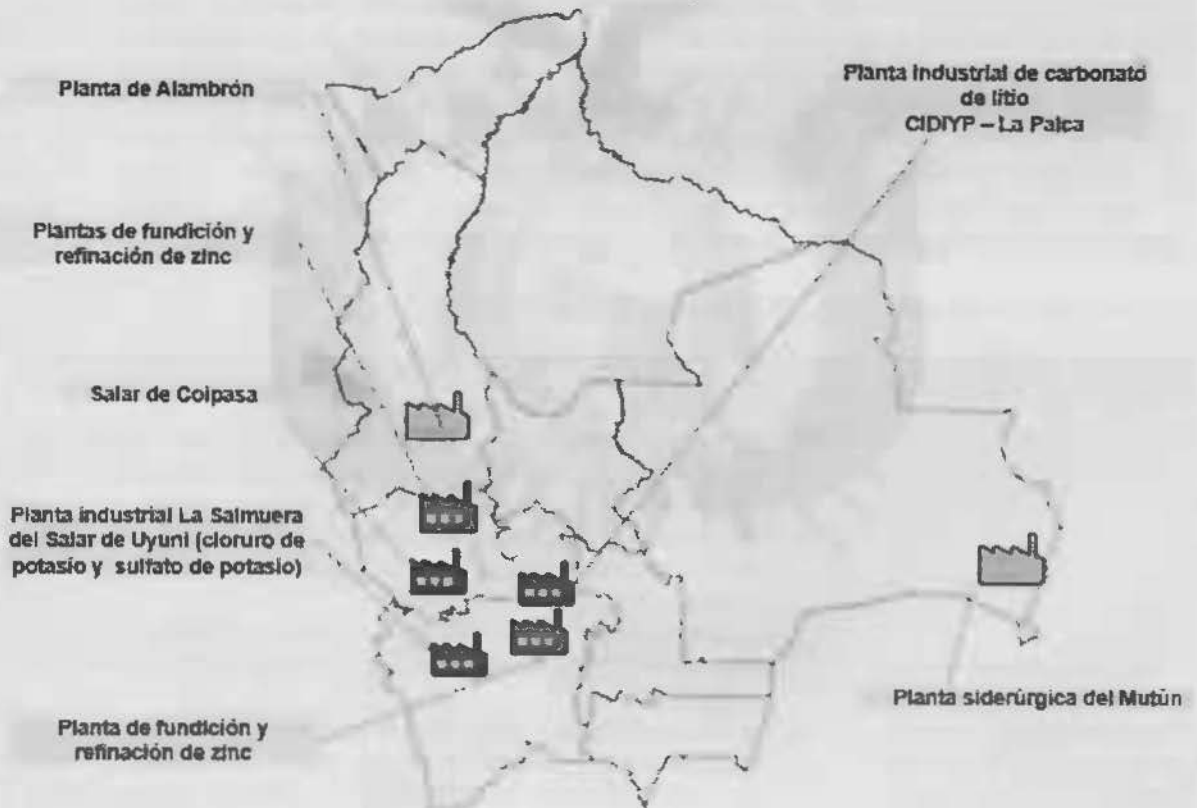 Planta de Alambrón
Planta industrial de carbonato
de litio
CIDIYP – La Palca
Plantas de fundición y
refinación de zinc
Salar de Coipasa
Planta industrial La Salmuera
del Salar de Uyuni (cloruro de
potasio y sulfato de potasio)
Planta siderúrgica del Mutún
Planta de fundición y
refinación de zinc